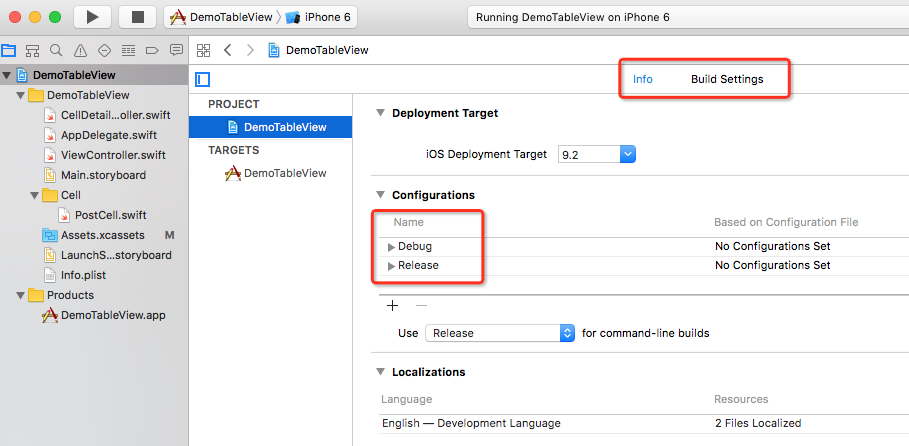 DemoTableView iPhone 6
Running DemoTableView on iPhone 6
DemoTableView
Info Build Settings
DemoTableView
DemoTableView
CellDetail...oller.swift
AppDelegate.swift
ViewController.swift
Main.storyboard
Cell
PostCell.swift
Assets.xcassets M
LaunchS...storyboard
Info.plist
Products
DemoTableView.app
PROJECT
DemoTableView
TARGETS
DemoTableView
Deployment Target
iOS Deployment Target 9.2
Configurations
Name Based on Configuration File
Debug No Configurations Set
Release No Configurations Set
Use Release for command-line builds
Localizations
Language Resources
English — Development Language 2 Files Localized